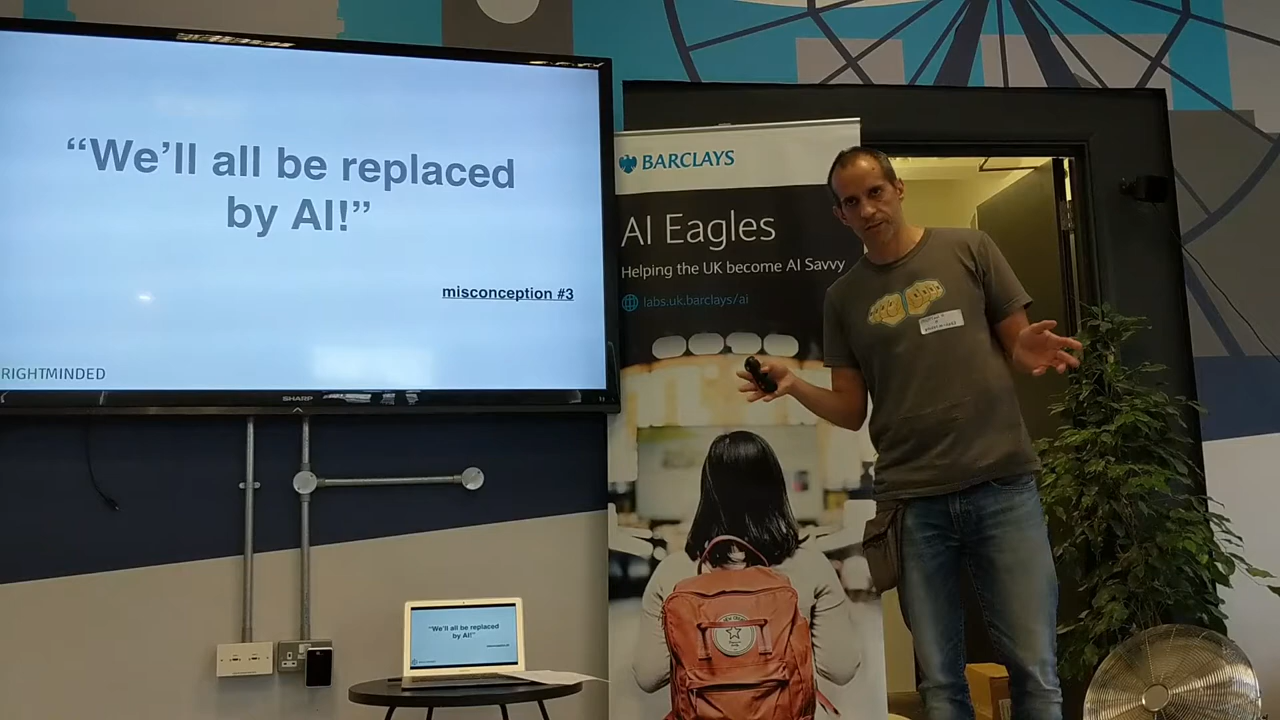 “We’ll all be replaced
by AI!”
misconception #3
RIGHTMINDED
SHARP
BARCLAYS
AI Eagles
Helping the UK become AI Savvy
labs.uk.barclays/ai
“We’ll all be replaced
by AI!”